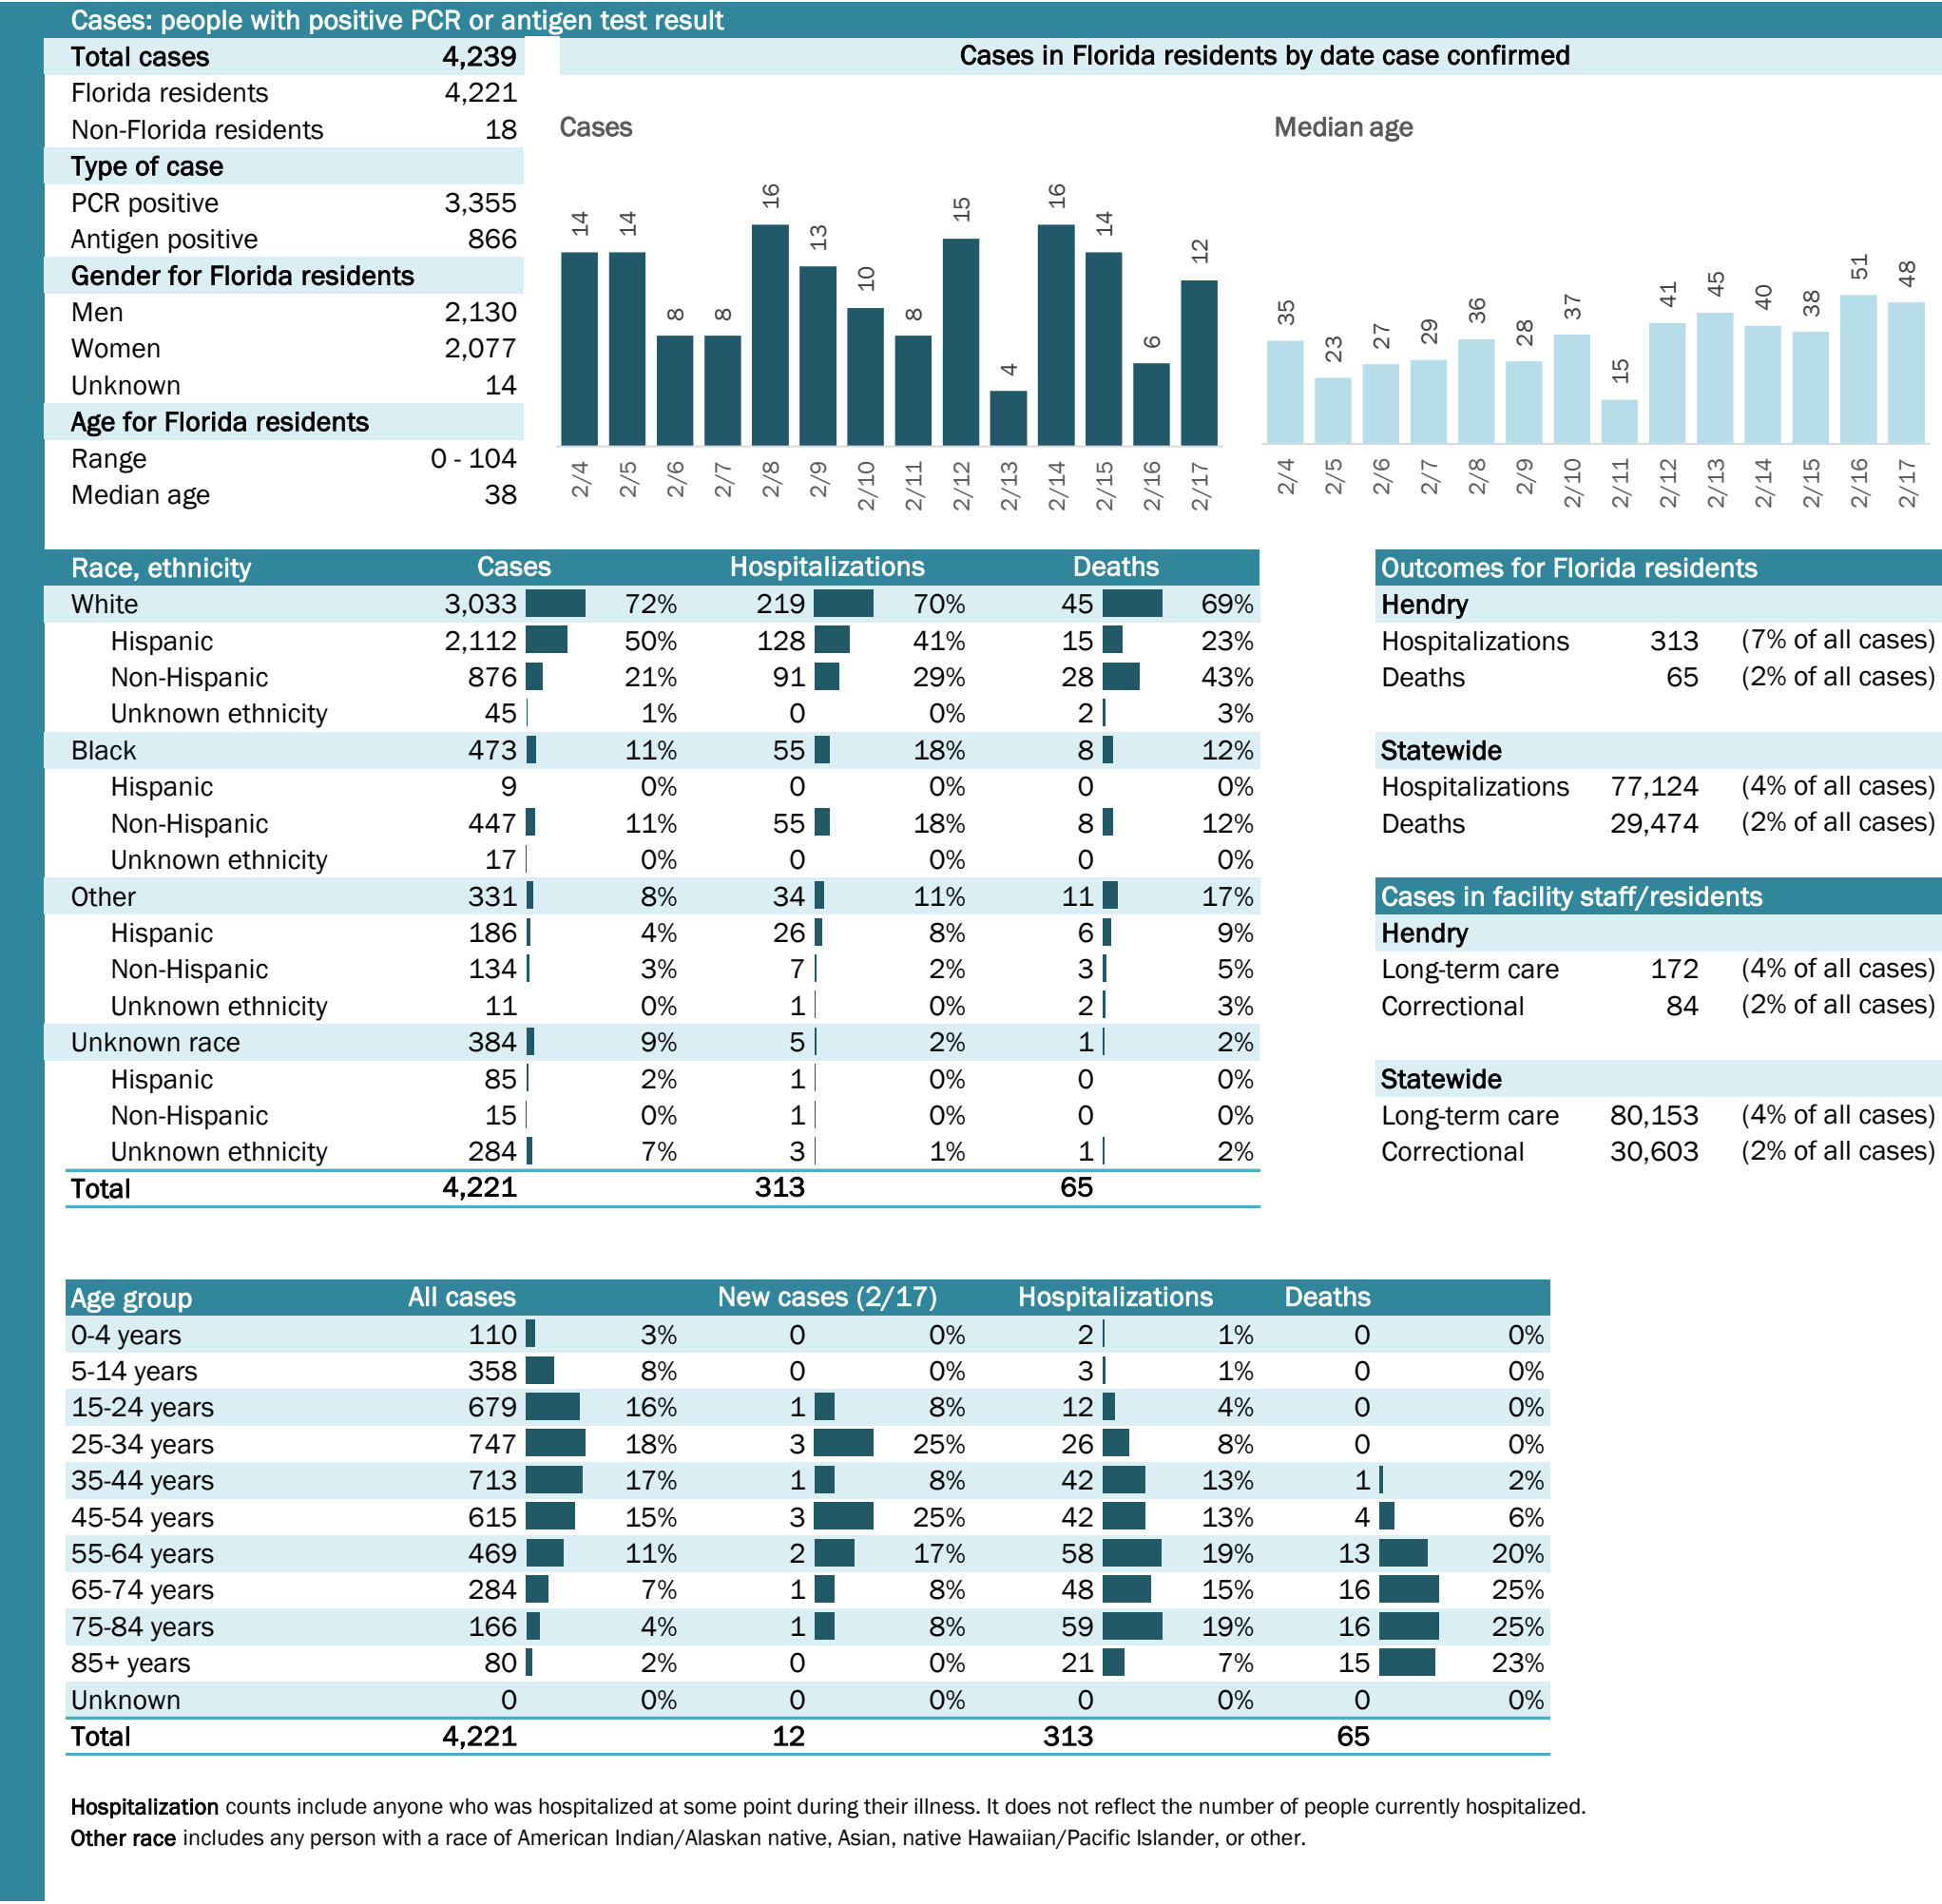 Cases: people with positive PCR or antigen test result
Total cases 4,239
Florida residents 4,221
Non-Florida residents 18
Type of case
PCR positive 3,355
Antigen positive 866
Gender for Florida residents
Men 2,130
Women 2,077
Unknown 14
Age for Florida residents
Range 0 - 104
Median age 38
Cases in Florida residents by date case confirmed
Cases
14 14 8 8 16 13 10 8 15 4 16 14 6 12
2/4 2/5 2/6 2/7 2/8 2/9 2/10 2/11 2/12 2/13 2/14 2/15 2/16 2/17
Median age
35 23 27 29 36 28 37 15 41 45 40 38 51 48
2/4 2/5 2/6 2/7 2/8 2/9 2/10 2/11 2/12 2/13 2/14 2/15 2/16 2/17
Race, ethnicity Cases Hospitalizations Deaths
White 3,033 72% 219 70% 45 69%
Hispanic 2,112 50% 128 41% 15 23%
Non-Hispanic 876 21% 91 29% 28 43%
Unknown ethnicity 45 1% 0 0% 2 3%
Black 473 11% 55 18% 8 12%
Hispanic 9 0% 0 0% 0 0%
Non-Hispanic 447 11% 55 18% 8 12%
Unknown ethnicity 17 0% 0 0% 0 0%
Other 331 8% 34 11% 11 17%
Hispanic 186 4% 26 8% 6 9%
Non-Hispanic 134 3% 7 2% 3 5%
Unknown ethnicity 11 0% 1 0% 2 3%
Unknown race 384 9% 5 2% 1 2%
Hispanic 85 2% 1 0% 0 0%
Non-Hispanic 15 0% 1 0% 0 0%
Unknown ethnicity 284 7% 3 1% 1 2%
Total 4,221 313 65
Outcomes for Florida residents
Hendry
Hospitalizations 313 (7% of all cases)
Deaths 65 (2% of all cases)
Statewide
Hospitalizations 77,124 (4% of all cases)
Deaths 29,474 (2% of all cases)
Cases in facility staff/residents
Hendry
Long-term care 172 (4% of all cases)
Correctional 84 (2% of all cases)
Statewide
Long-term care 80,153 (4% of all cases)
Correctional 30,603 (2% of all cases)
Age group All cases New cases (2/17) Hospitalizations Deaths
0-4 years 110 3% 0 0% 2 1% 0 0%
5-14 years 358 8% 0 0% 3 1% 0 0%
15-24 years 679 16% 1 8% 12 4% 0 0%
25-34 years 747 18% 3 25% 26 8% 0 0%
35-44 years 713 17% 1 8% 42 13% 1 2%
45-54 years 615 15% 3 25% 42 13% 4 6%
55-64 years 469 11% 2 17% 58 19% 13 20%
65-74 years 284 7% 1 8% 48 15% 16 25%
75-84 years 166 4% 1 8% 59 19% 16 25%
85+ years 80 2% 0 0% 21 7% 15 23%
Unknown 0 0% 0 0% 0 0% 0 0%
Total 4,221 12 313 65
Hospitalization counts include anyone who was hospitalized at some point during their illness. It does not reflect the number of people currently hospitalized.
Other race includes any person with a race of American Indian/Alaskan native, Asian, native Hawaiian/Pacific Islander, or other.